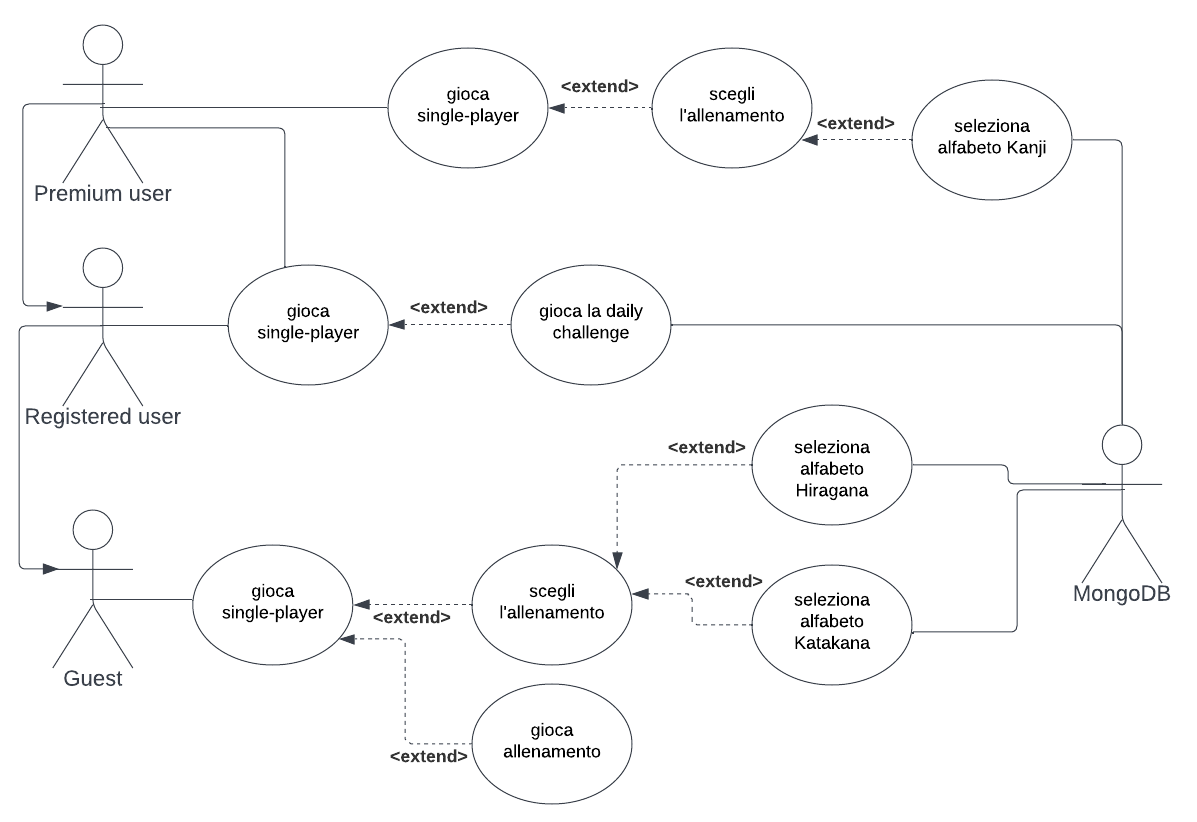 gioca
single-player
<extend>
scegli
l'allenamento
<extend>
seleziona
alfabeto Kanji
Premium user
gioca
single-player
<extend>
gioca la daily
challenge
Registered user
<extend>
seleziona
alfabeto
Hiragana
gioca
single-player
<extend>
scegli
l'allenamento
<extend>
seleziona
alfabeto
Katakana
MongoDB
Guest
<extend>
gioca
allenamento